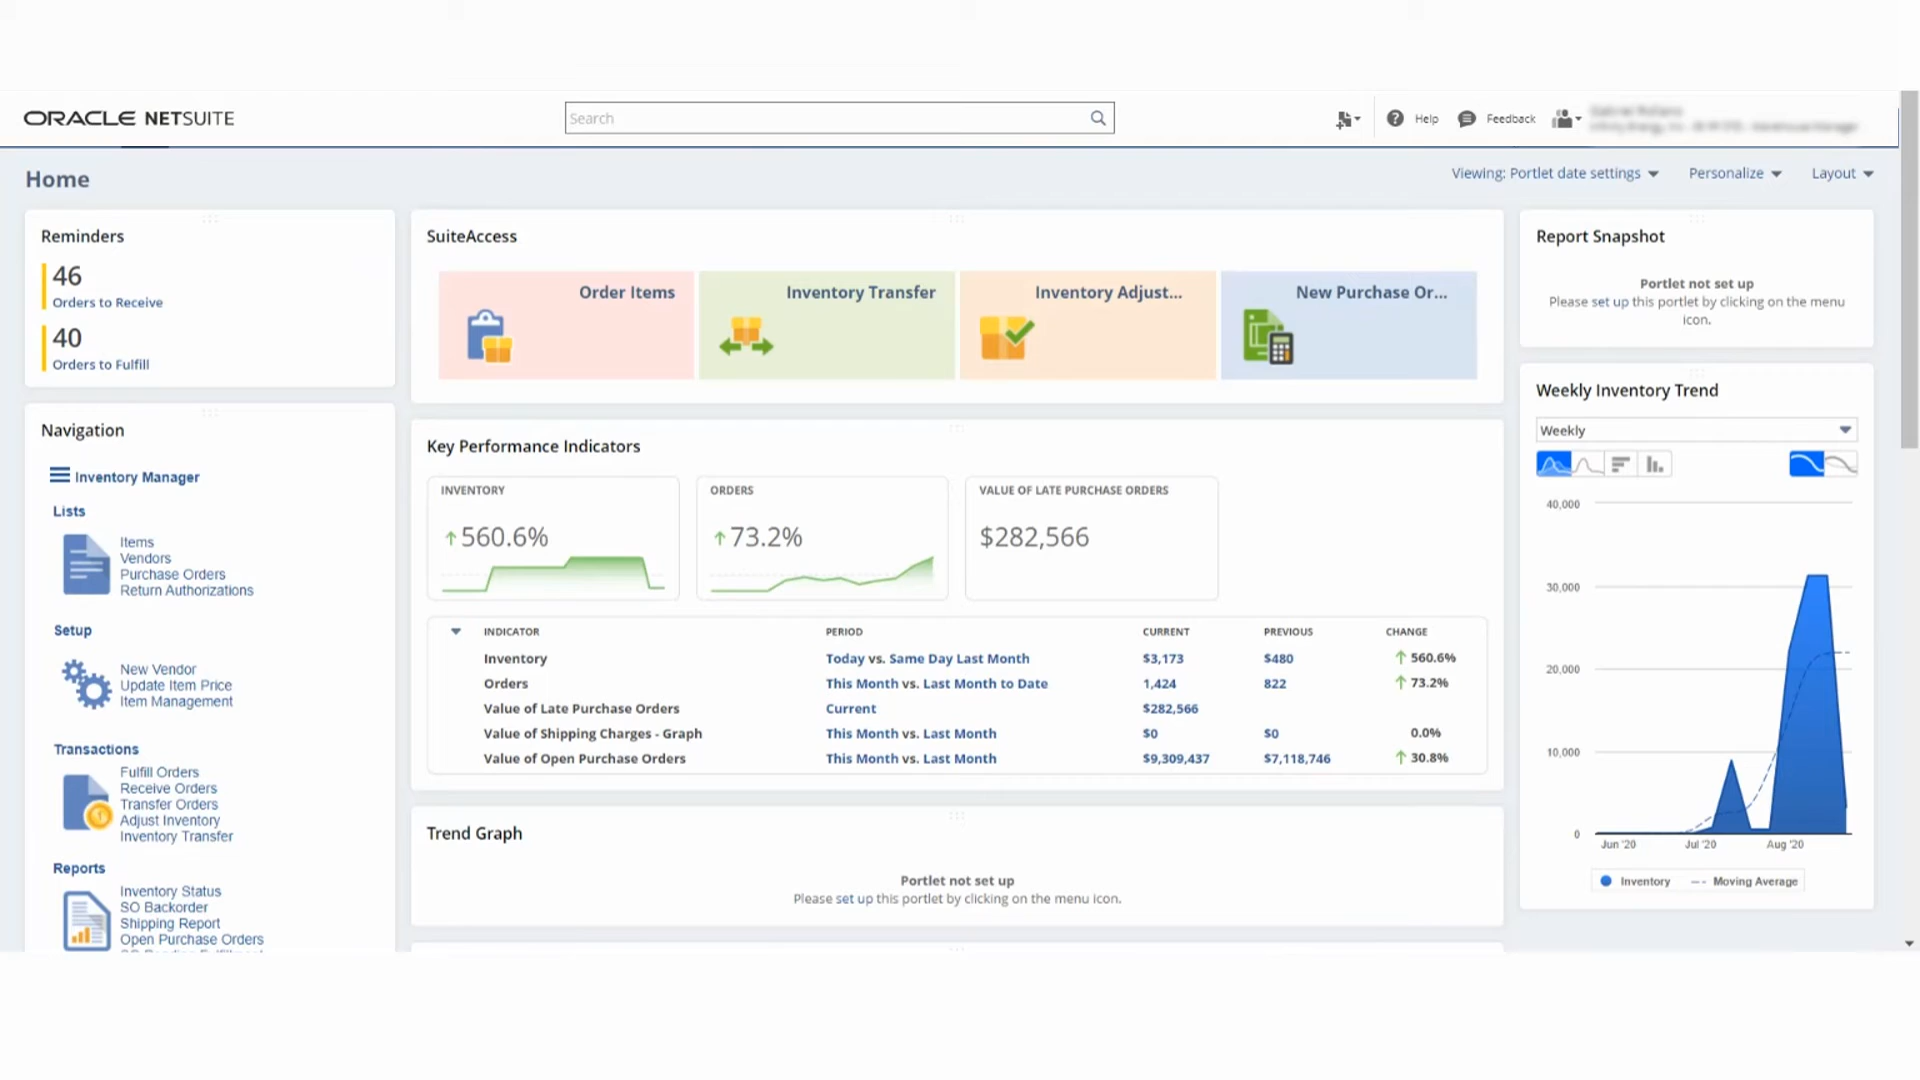 ORACLE NETSUITE
Search
Help
Feedback
Home
Viewing: Portlet date settings
Personalize
Layout
Reminders
46
Orders to Receive
40
Orders to Fulfill
Navigation
Inventory Manager
Lists
Items
Vendors
Purchase Orders
Return Authorizations
Setup
New Vendor
Update Item Price
Item Management
Transactions
Fulfill Orders
Receive Orders
Transfer Orders
Adjust Inventory
Inventory Transfer
Reports
Inventory Status
SO Backorder
Shipping Report
Open Purchase Orders
SuiteAccess
Order Items
Inventory Transfer
Inventory Adjust...
New Purchase Or...
Key Performance Indicators
INVENTORY
560.6%
ORDERS
73.2%
VALUE OF LATE PURCHASE ORDERS
$282,566
INDICATOR PERIOD CURRENT PREVIOUS CHANGE
Inventory Today vs. Same Day Last Month $3,173 $480 560.6%
Orders This Month vs. Last Month to Date 1,424 822 73.2%
Value of Late Purchase Orders Current $282,566
Value of Shipping Charges - Graph This Month vs. Last Month $0 $0 0.0%
Value of Open Purchase Orders This Month vs. Last Month $9,309,437 $7,118,746 30.8%
Trend Graph
Portlet not set up
Please set up this portlet by clicking on the menu icon.
Report Snapshot
Portlet not set up
Please set up this portlet by clicking on the menu
icon.
Weekly Inventory Trend
Weekly
40,000
30,000
20,000
10,000
0
Jun '20 Jul '20 Aug '20
Inventory Moving Average